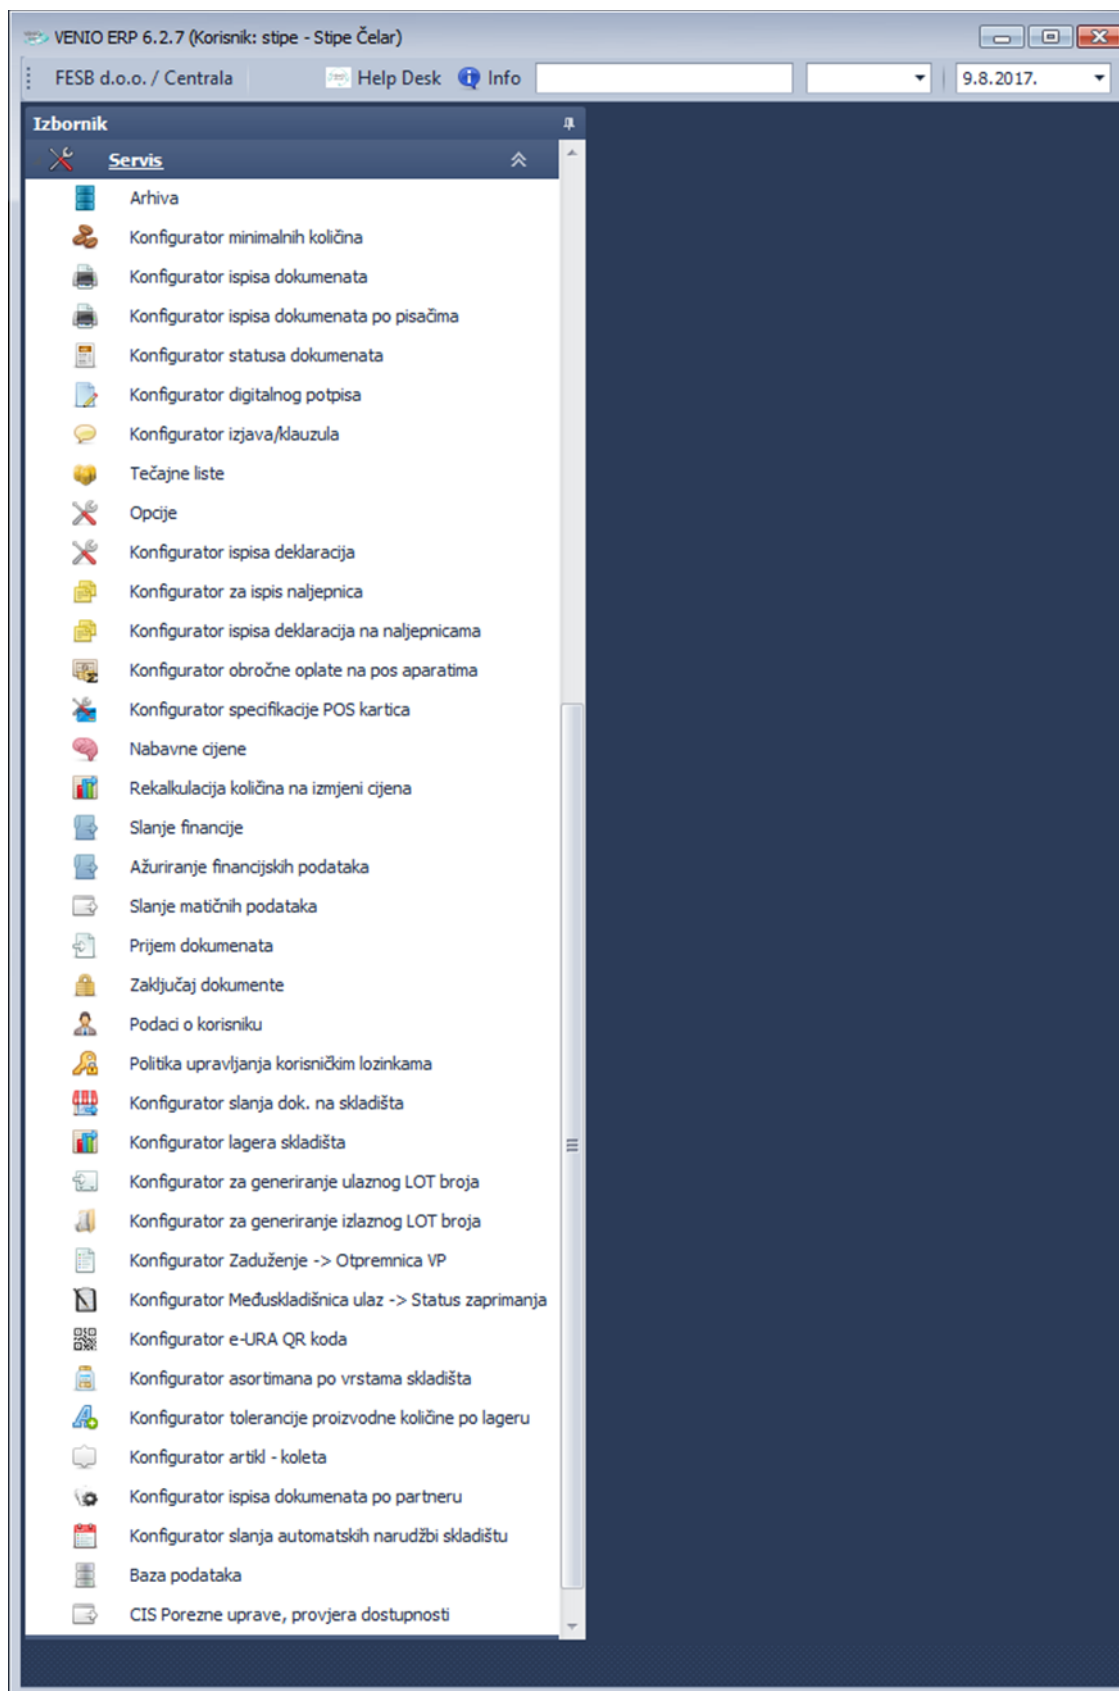 VENIO ERP 6.2.7 (Korisnik: stipe - Stipe Čelar)
FESB d.o.o. / Centrala Help Desk Info 9.8.2017.
Izbornik
Servis
Arhiva
Konfigurator minimalnih količina
Konfigurator ispisa dokumenata
Konfigurator ispisa dokumenata po pisačima
Konfigurator statusa dokumenata
Konfigurator digitalnog potpisa
Konfigurator izjava/klauzula
Tečajne liste
Opcije
Konfigurator ispisa deklaracija
Konfigurator za ispis naljepnica
Konfigurator ispisa deklaracija na naljepnicama
Konfigurator obročne oplate na pos aparatima
Konfigurator specifikacije POS kartica
Nabavne cijene
Rekalkulacija količina na izmjeni cijena
Slanje financije
Ažuriranje financijskih podataka
Slanje matičnih podataka
Prijem dokumenata
Zaključaj dokumente
Podaci o korisniku
Politika upravljanja korisničkim lozinkama
Konfigurator slanja dok. na skladišta
Konfigurator lagera skladišta
Konfigurator za generiranje ulaznog LOT broja
Konfigurator za generiranje izlaznog LOT broja
Konfigurator Zaduženje -> Otpremnica VP
Konfigurator Međuskladišnica ulaz -> Status zaprimanja
Konfigurator e-URA QR koda
Konfigurator asortimana po vrstama skladišta
Konfigurator tolerancije proizvodne količine po lageru
Konfigurator artikl - koleta
Konfigurator ispisa dokumenata po partneru
Konfigurator slanja automatskih narudžbi skladištu
Baza podataka
CIS Porezne uprave, provjera dostupnosti